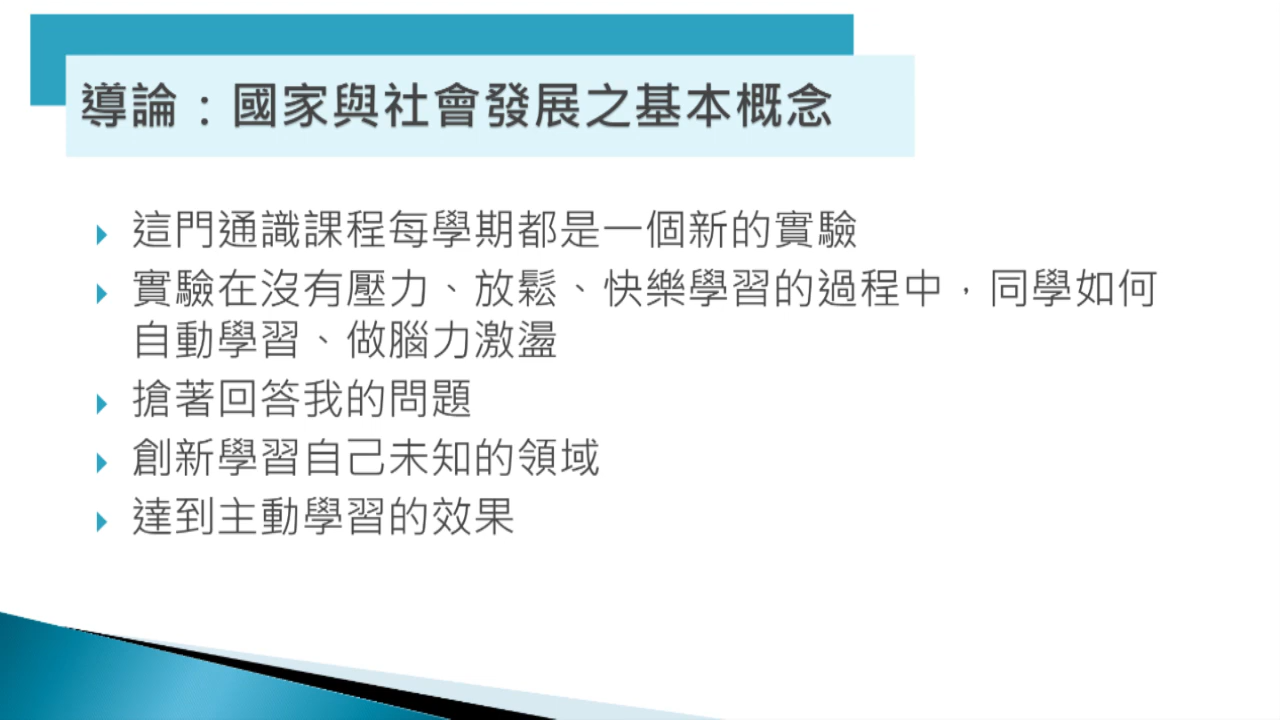 導論：國家與社會發展之基本概念
這門通識課程每學期都是一個新的實驗
實驗在沒有壓力、放鬆、快樂學習的過程中，同學如何
自動學習、做腦力激盪
搶著回答我的問題
創新學習自己未知的領域
達到主動學習的效果